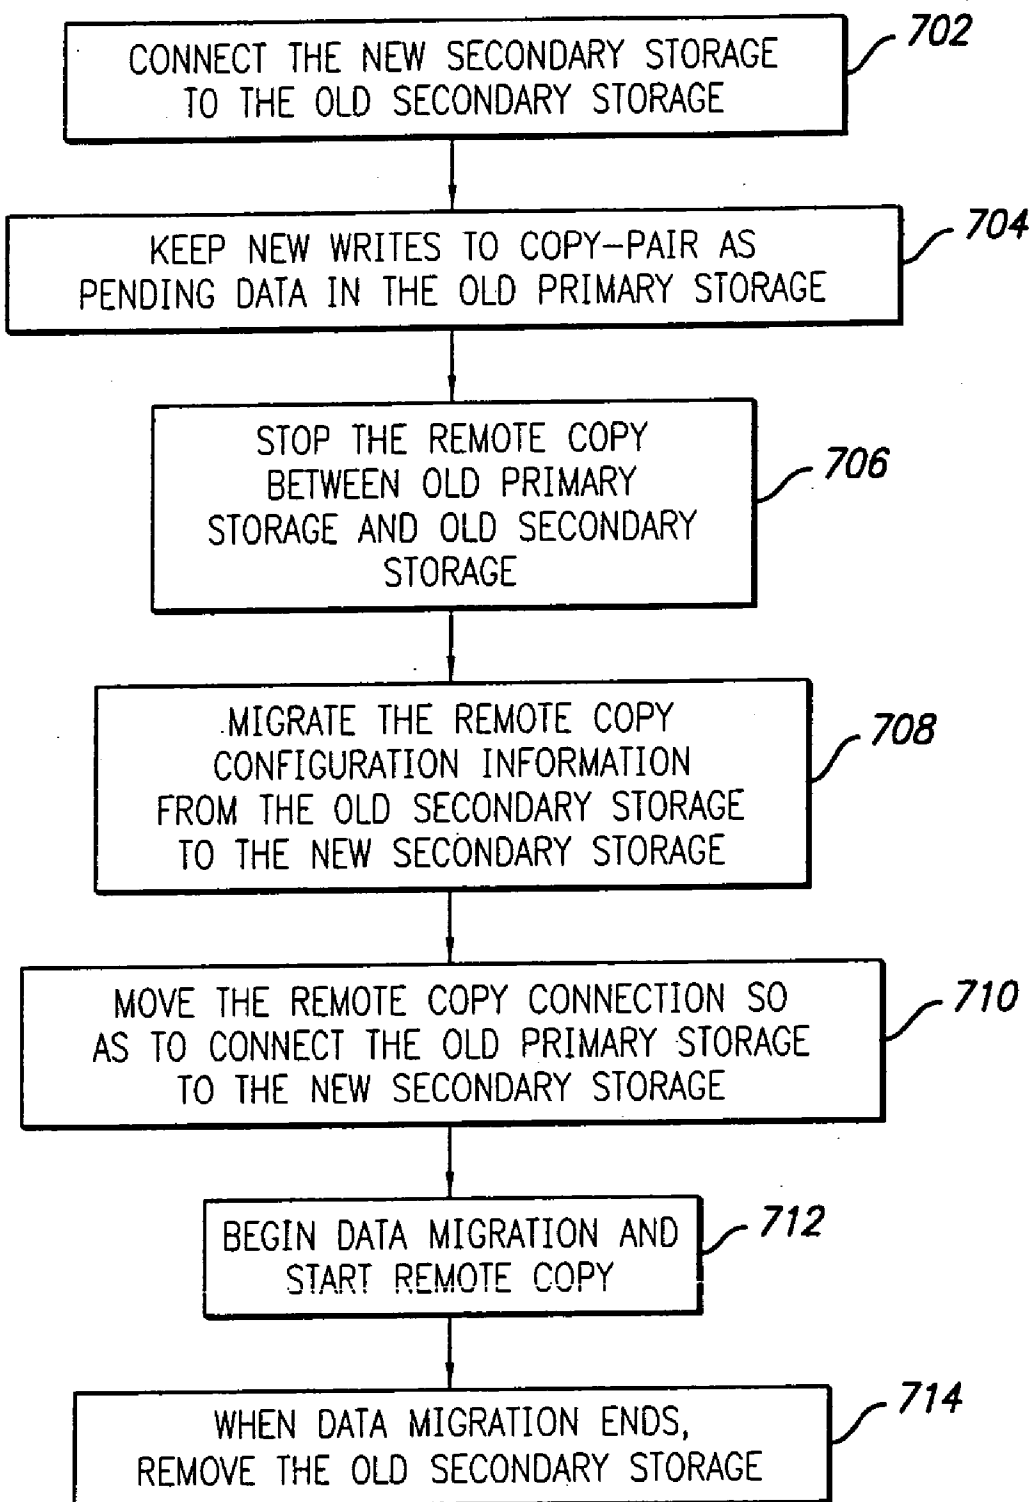 CONNECT THE NEW SECONDARY STORAGE
TO THE OLD SECONDARY STORAGE
702
KEEP NEW WRITES TO COPY-PAIR AS
PENDING DATA IN THE OLD PRIMARY STORAGE
704
STOP THE REMOTE COPY
BETWEEN OLD PRIMARY
STORAGE AND OLD SECONDARY
STORAGE
706
MIGRATE THE REMOTE COPY
CONFIGURATION INFORMATION
FROM THE OLD SECONDARY STORAGE
TO THE NEW SECONDARY STORAGE
708
MOVE THE REMOTE COPY CONNECTION SO
AS TO CONNECT THE OLD PRIMARY STORAGE
TO THE NEW SECONDARY STORAGE
710
BEGIN DATA MIGRATION AND
START REMOTE COPY
712
WHEN DATA MIGRATION ENDS,
REMOVE THE OLD SECONDARY STORAGE
714